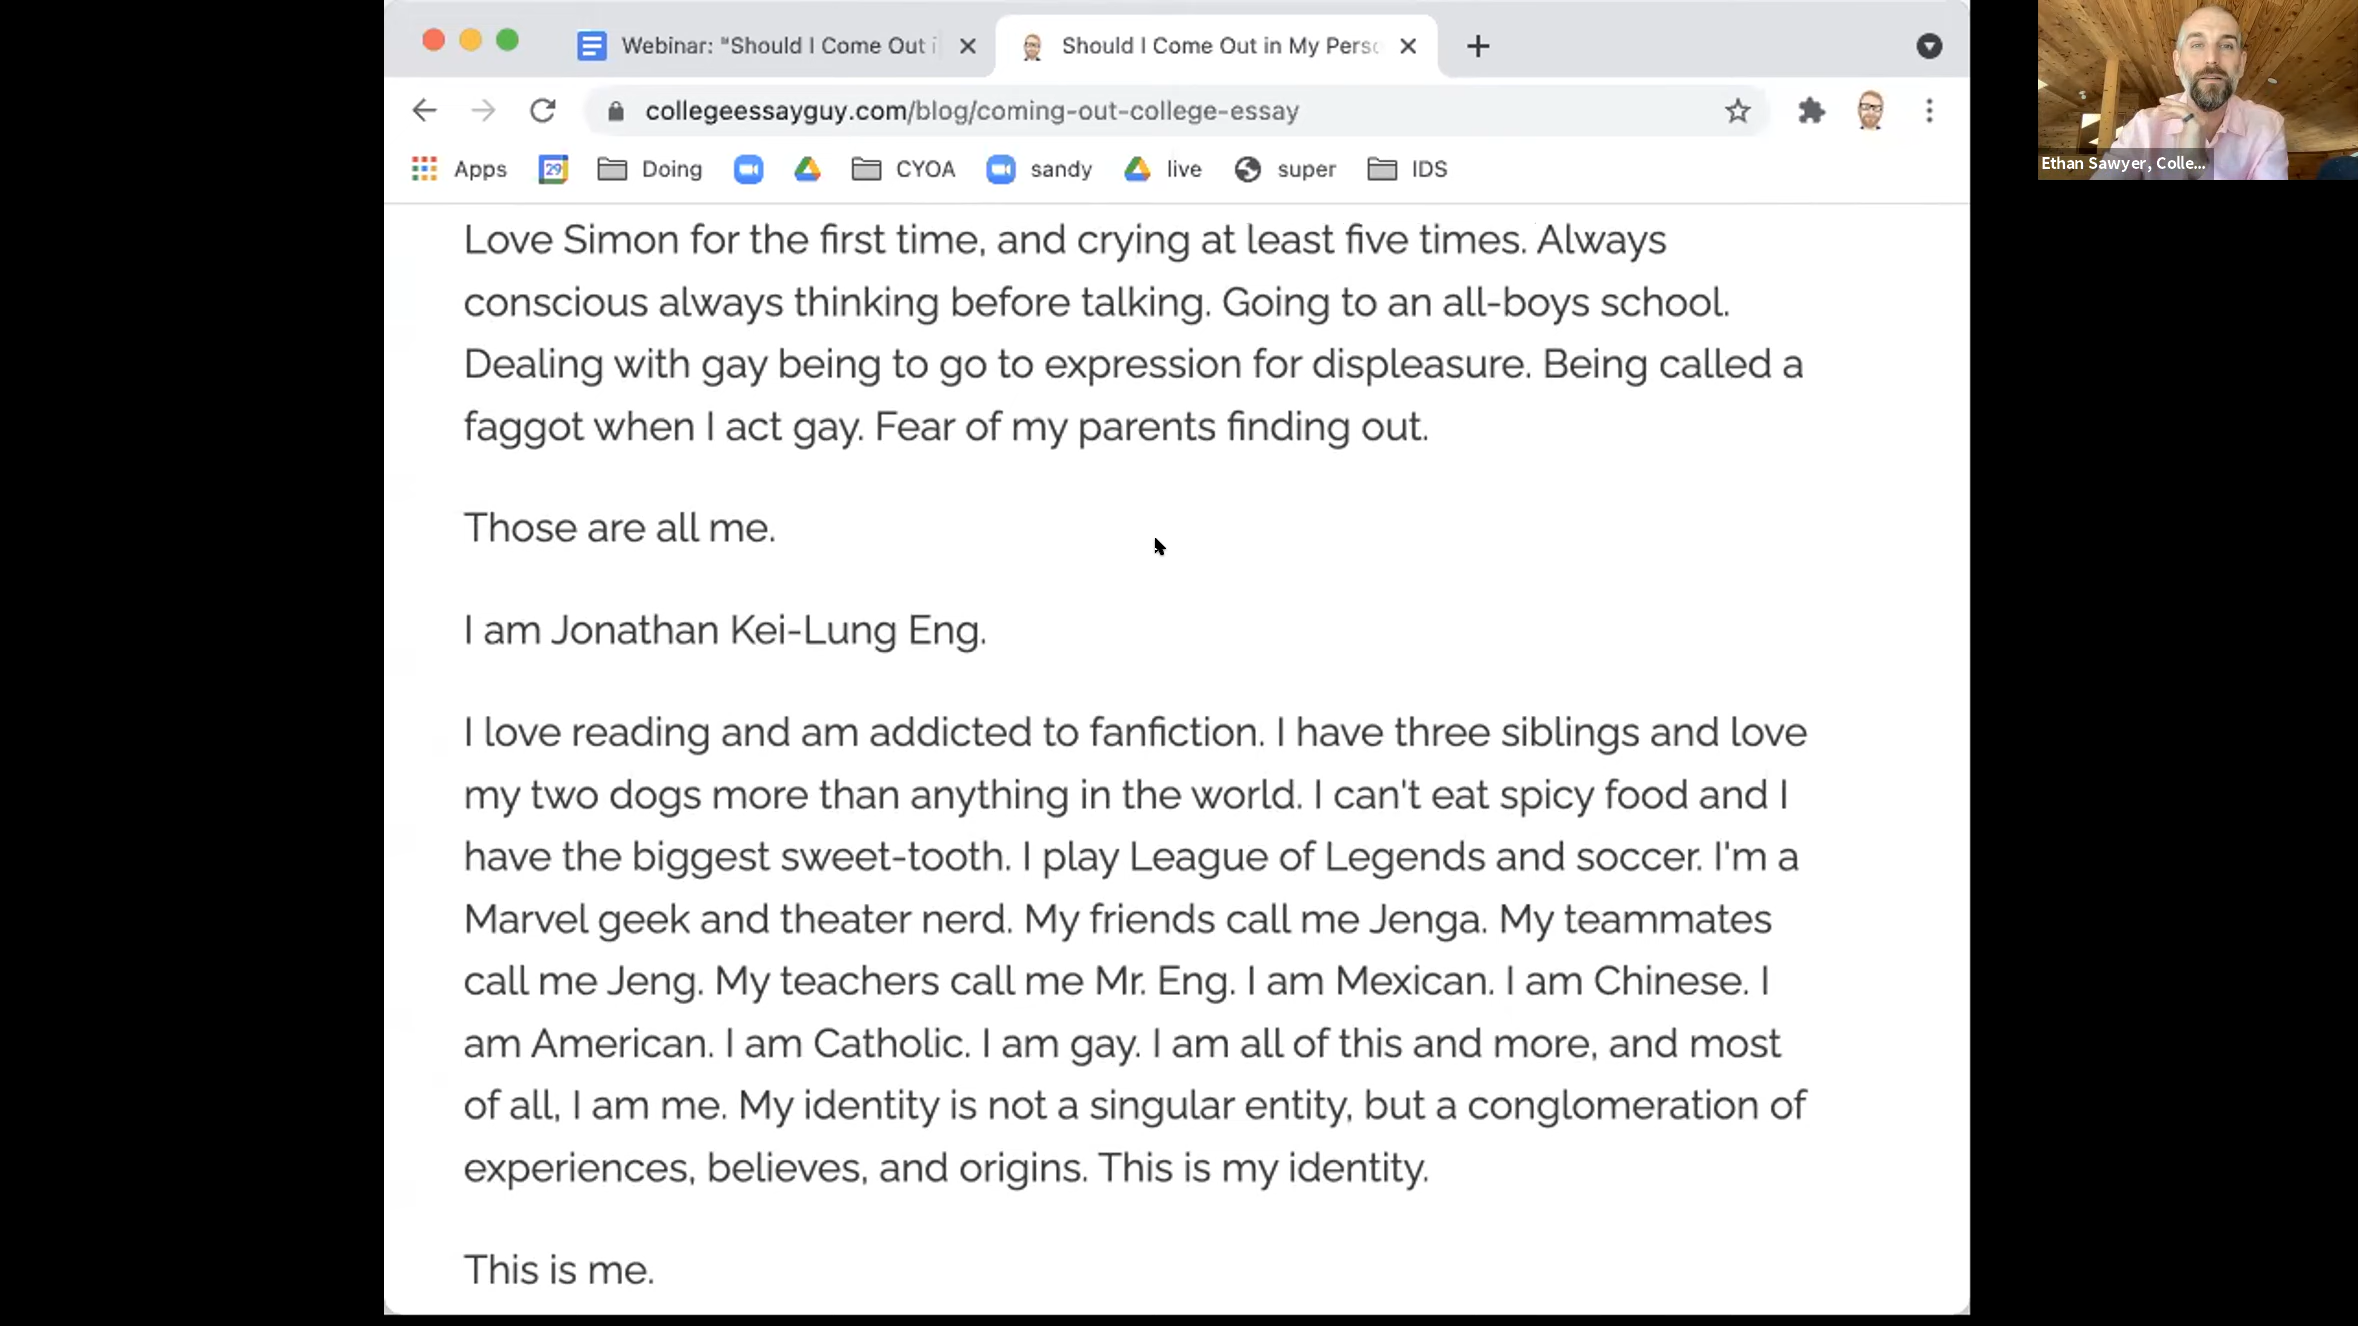 Webinar: "Should I Come Out i
Should I Come Out in My Perso
collegeessayguy.com/blog/coming-out-college-essay
Apps 29 Doing CYOA sandy live super IDS
Ethan Sawyer, Colle...
Love Simon for the first time, and crying at least five times. Always
conscious always thinking before talking. Going to an all-boys school.
Dealing with gay being to go to expression for displeasure. Being called a
faggot when I act gay. Fear of my parents finding out.
Those are all me.
I am Jonathan Kei-Lung Eng.
I love reading and am addicted to fanfiction. I have three siblings and love
my two dogs more than anything in the world. I can't eat spicy food and I
have the biggest sweet-tooth. I play League of Legends and soccer. I'm a
Marvel geek and theater nerd. My friends call me Jenga. My teammates
call me Jeng. My teachers call me Mr. Eng. I am Mexican. I am Chinese. I
am American. I am Catholic. I am gay. I am all of this and more, and most
of all, I am me. My identity is not a singular entity, but a conglomeration of
experiences, believes, and origins. This is my identity.
This is me.